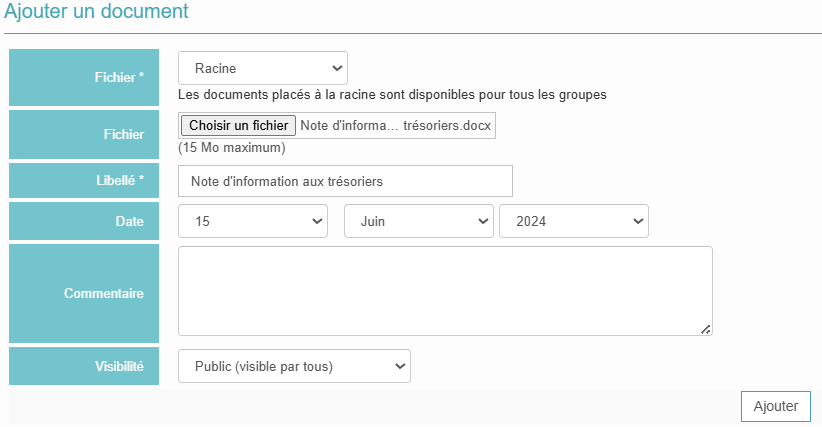 Ajouter un document
Fichier * Racine
Les documents placés à la racine sont disponibles pour tous les groupes
Fichier Choisir un fichier Note d'informa... trésoriers.docx
(15 Mo maximum)
Libellé * Note d'information aux trésoriers
Date 15 Juin 2024
Commentaire
Visibilité Public (visible par tous)
Ajouter